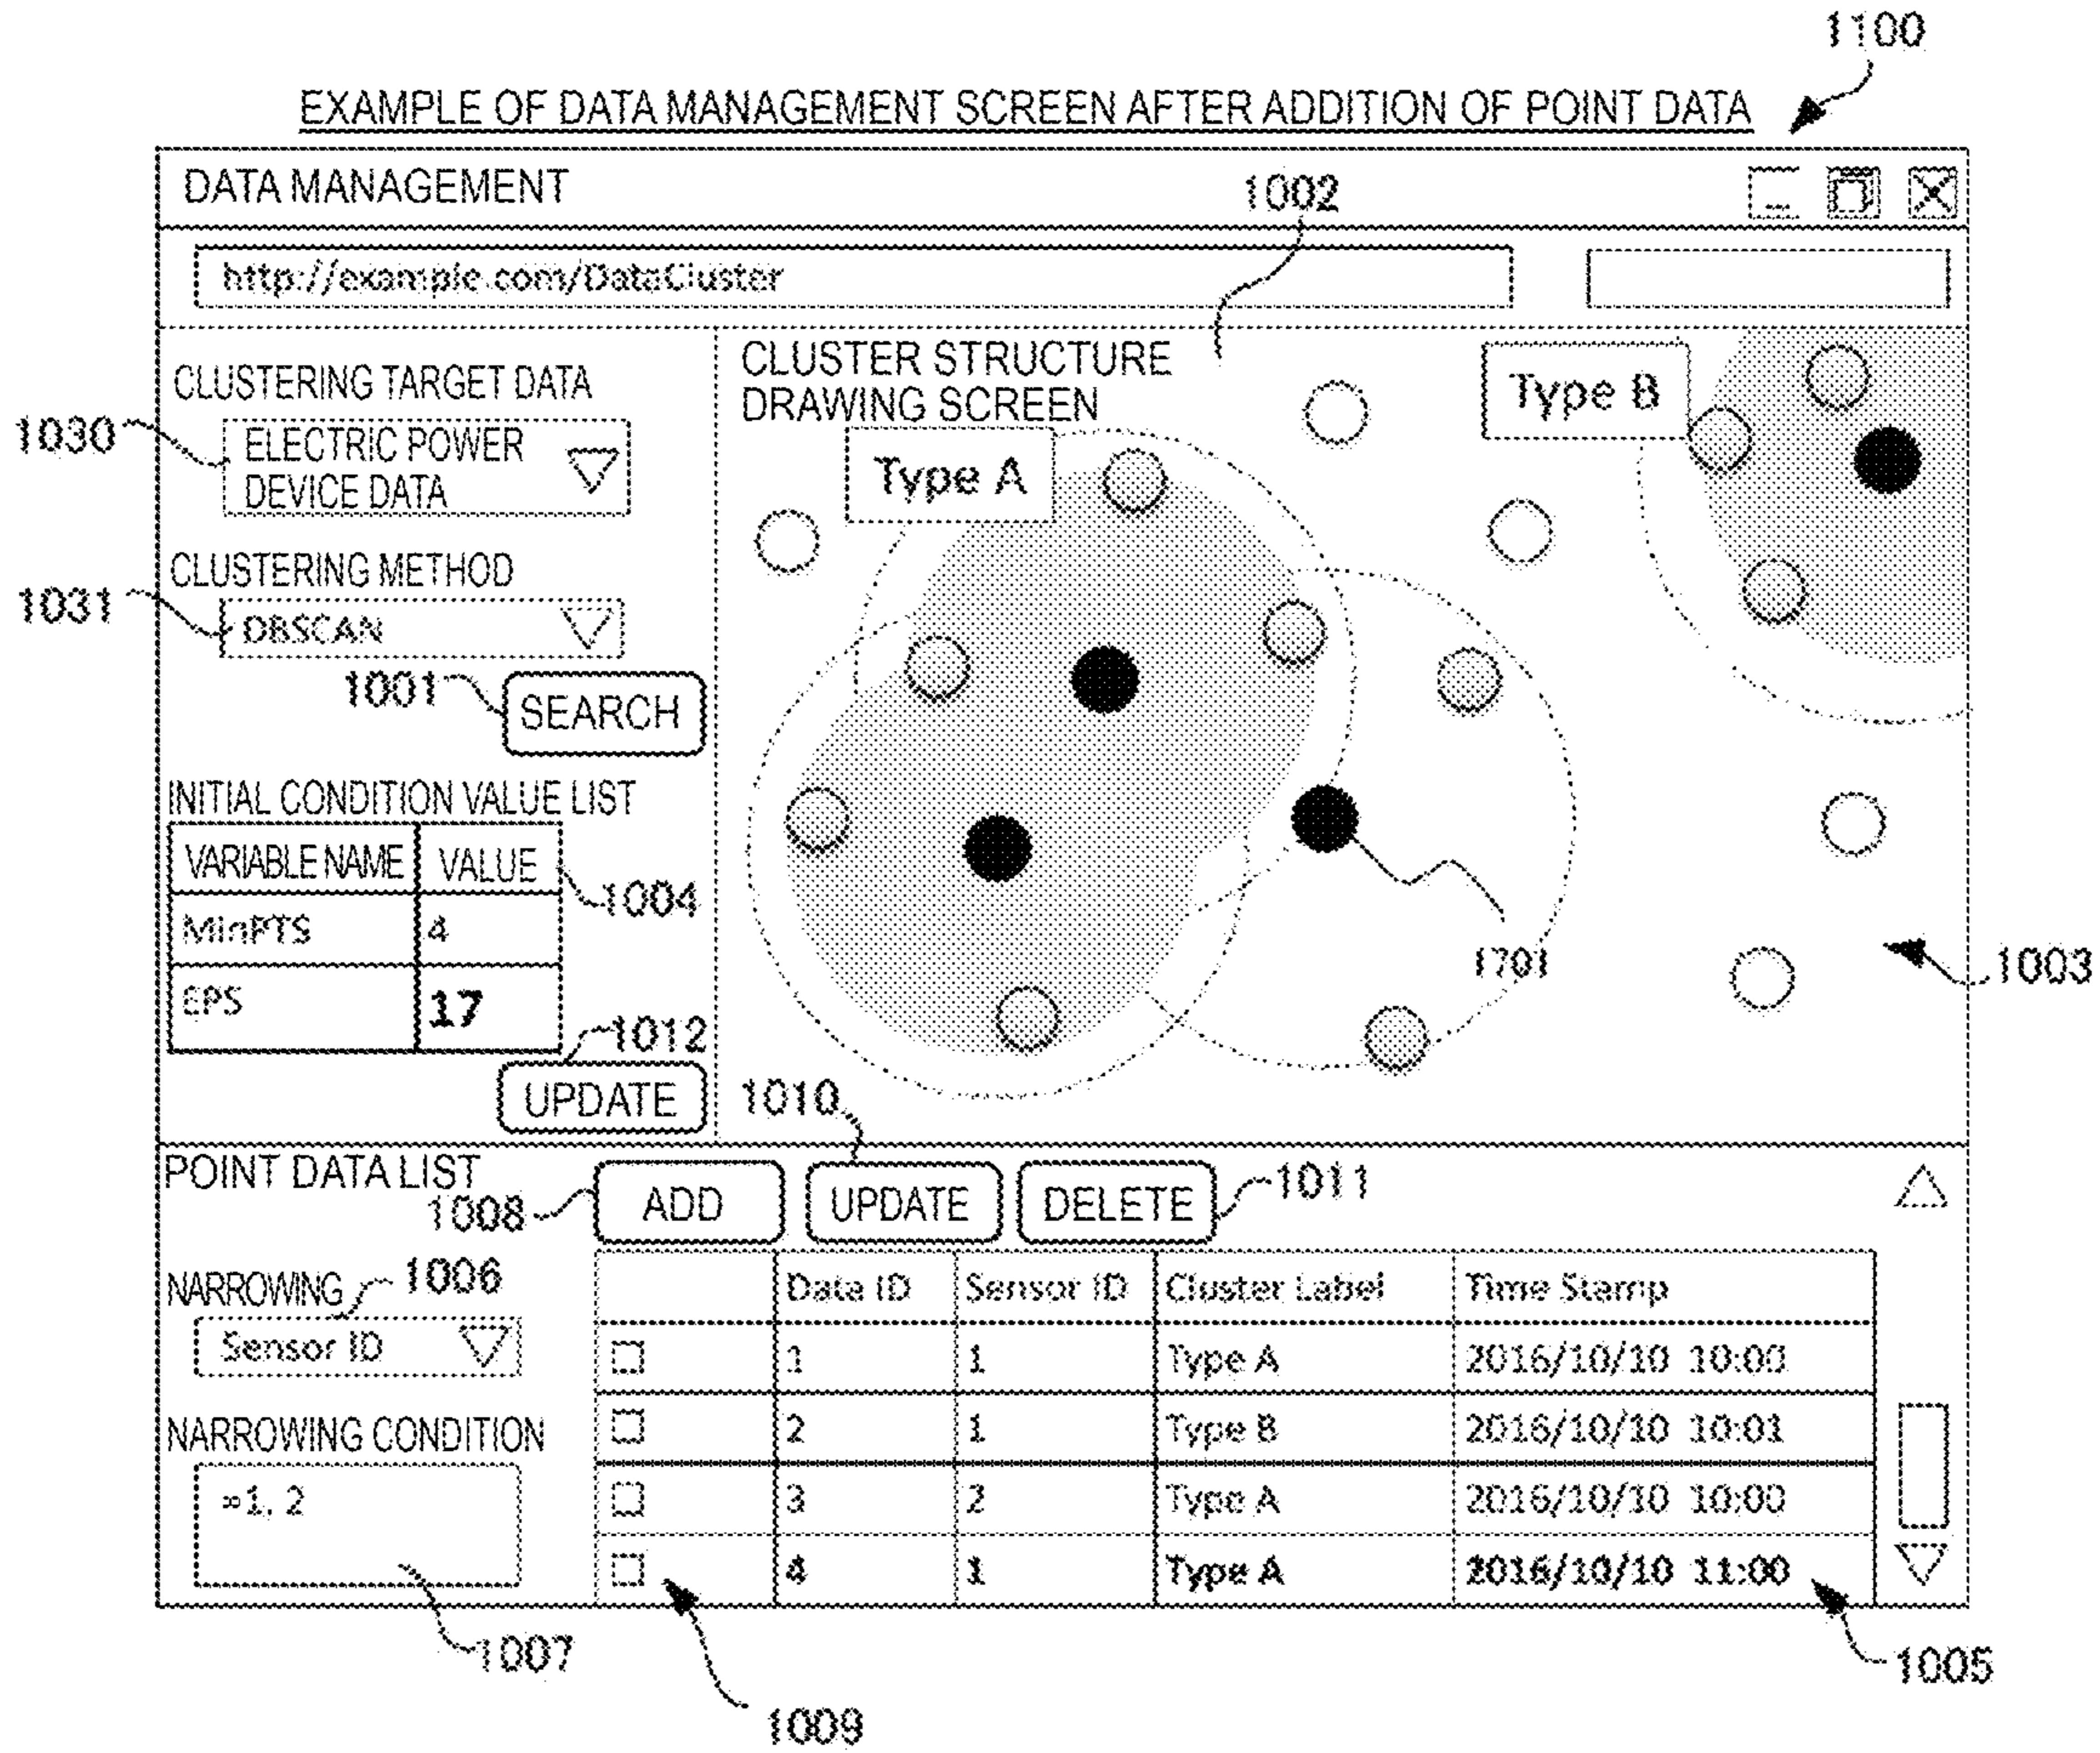 1100
EXAMPLE OF DATA MANAGEMENT SCREEN AFTER ADDITION OF POINT DATA
DATA MANAGEMENT
1002
http://example.com/DataCluster
CLUSTERING TARGET DATA
1030
ELECTRIC POWER
DEVICE DATA
CLUSTERING METHOD
1031
DBSCAN
1001
SEARCH
INITIAL CONDITION VALUE LIST
VARIABLE NAME VALUE
1004
MinPTS 4
EPS 17
1012
UPDATE
CLUSTER STRUCTURE
DRAWING SCREEN
Type A
Type B
1701
1003
POINT DATA LIST
1008
ADD
1010
UPDATE
DELETE
1011
NARROWING
1006
Sensor ID
NARROWING CONDITION
=1, 2
1007
Data ID Sensor ID Cluster Label Time Stamp
1 1 Type A 2016/10/10 10:00
2 1 Type B 2016/10/10 10:01
3 2 Type A 2016/10/10 10:00
4 1 Type A 2016/10/10 11:00
1005
1009